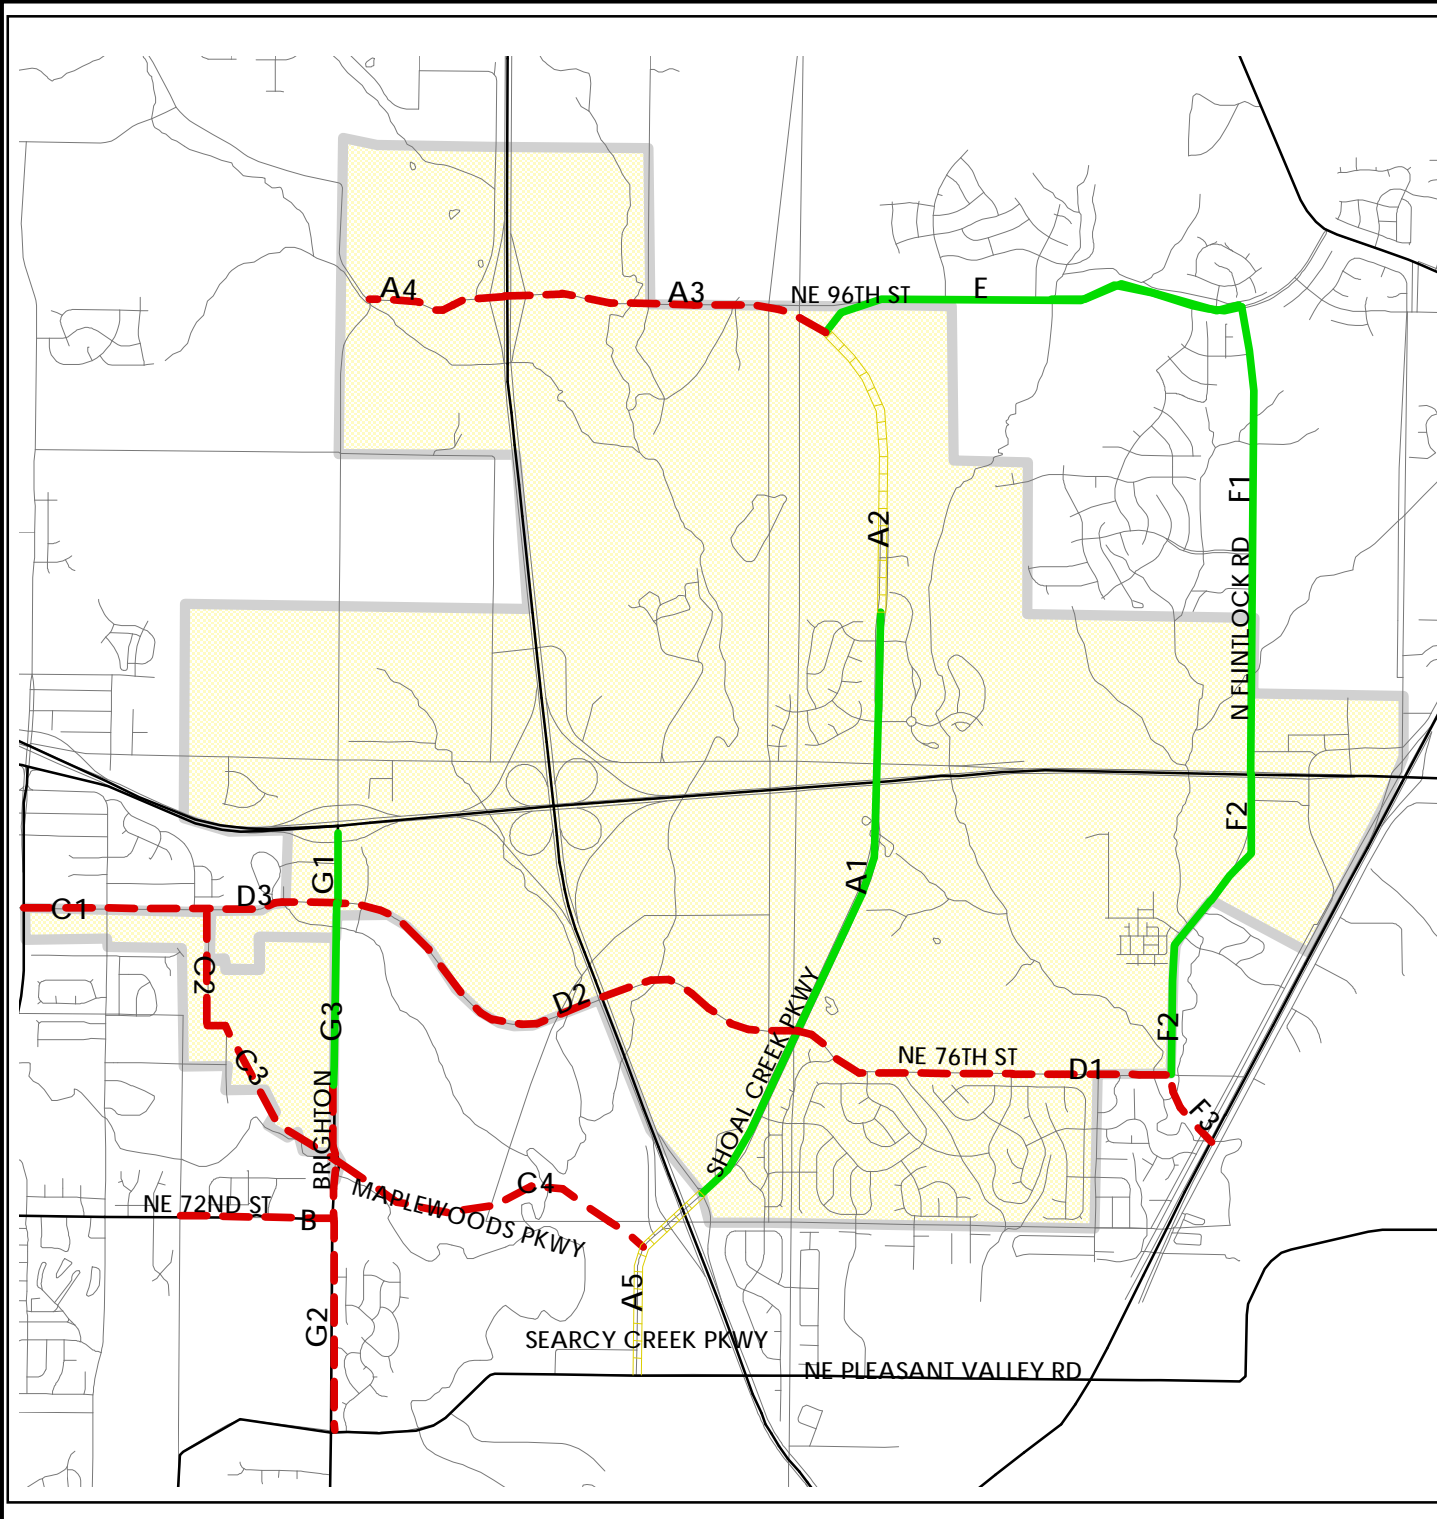 A4
A3
NE 96TH ST
E
F1
A2
N FLINTLOCK RD
F2
G1
A1
D3
C1
C2
D2
G3
SHOAL CREEK PKWY
F2
NE 76TH ST
D1
C3
F3
BRIGHTON
C4
NE 72ND ST
B
MAPLEWOODS PKWY
A5
G2
SEARCY CREEK PKWY
NE PLEASANT VALLEY RD